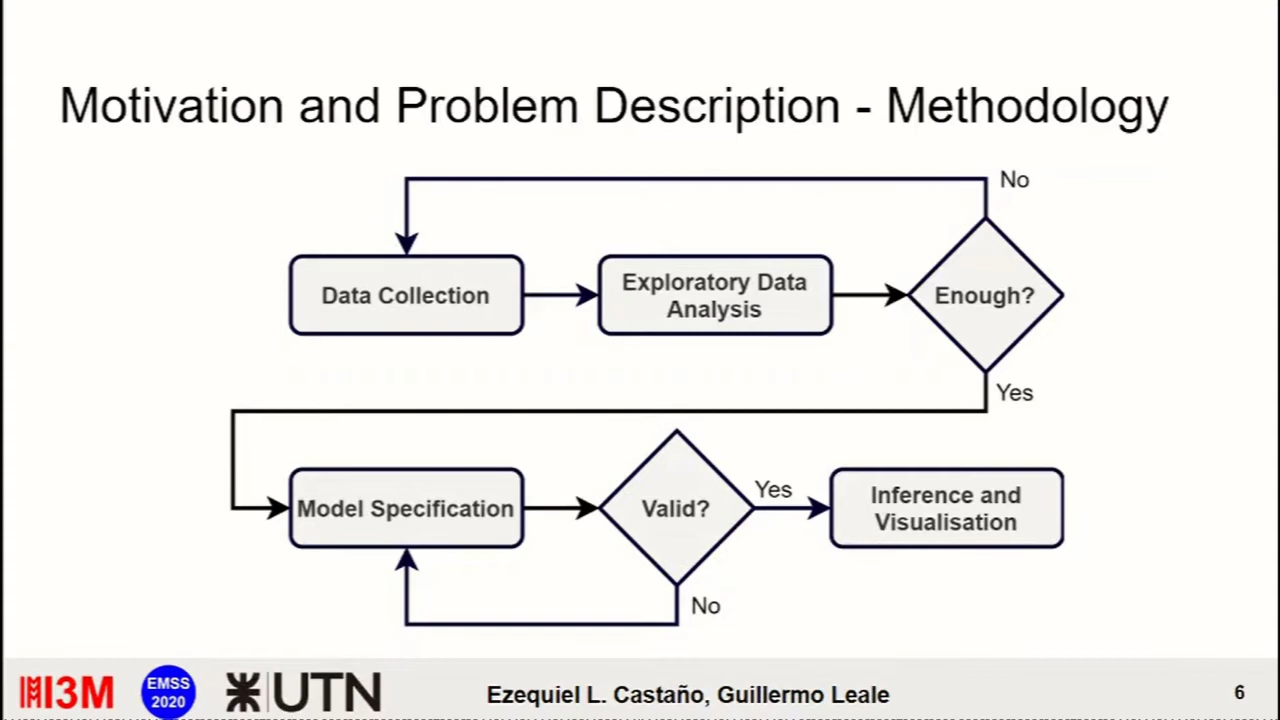 Motivation and Problem Description - Methodology
No
Data Collection
Exploratory Data
Analysis
Enough?
Yes
Model Specification
Valid?
Yes
Inference and
Visualisation
No
I3M
EMSS
2020
UTN
Ezequiel L. Castaño, Guillermo Leale
6